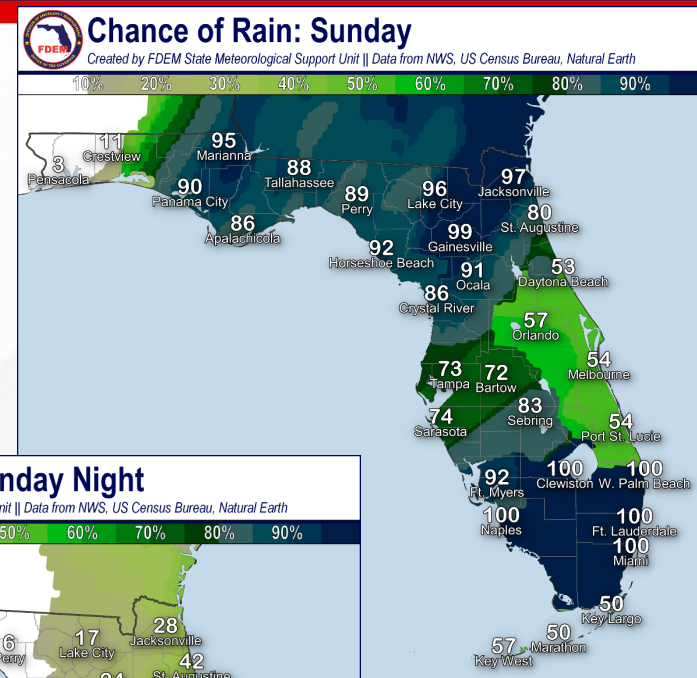 Chance of Rain: Sunday
FDEM
Created by FDEM State Meteorological Support Unit || Data from NWS, US Census Bureau, Natural Earth
10% 20% 30% 40% 50% 60% 70% 80% 90%
3
Pensacola
11
Crestview
95
Marianna
90
Panama City
88
Tallahassee
86
Apalachicola
89
Perry
96
Lake City
97
Jacksonville
80
St. Augustine
99
Gainesville
92
Horseshoe Beach
91
Ocala
53
Daytona Beach
86
Crystal River
57
Orlando
54
Melbourne
73
Tampa
72
Bartow
83
Sebring
74
Sarasota
54
Port St. Lucie
92
Ft. Myers
100
Clewiston
100
W. Palm Beach
100
Naples
100
Ft. Lauderdale
100
Miami
50
Key Largo
50
Marathon
57
Key West
nday Night
nit || Data from NWS, US Census Bureau, Natural Earth
50% 60% 70% 80% 90%
6
erry
17
Lake City
28
Jacksonville
42
St. Augustine